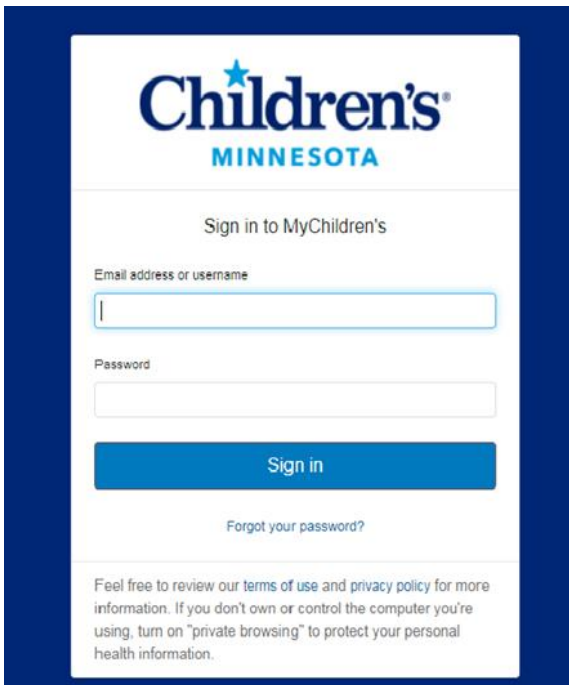 Children's®
MINNESOTA
Sign in to MyChildren's
Email address or username
Password
Sign in
Forgot your password?
Feel free to review our terms of use and privacy policy for more
information. If you don't own or control the computer you're
using, turn on "private browsing" to protect your personal
health information.